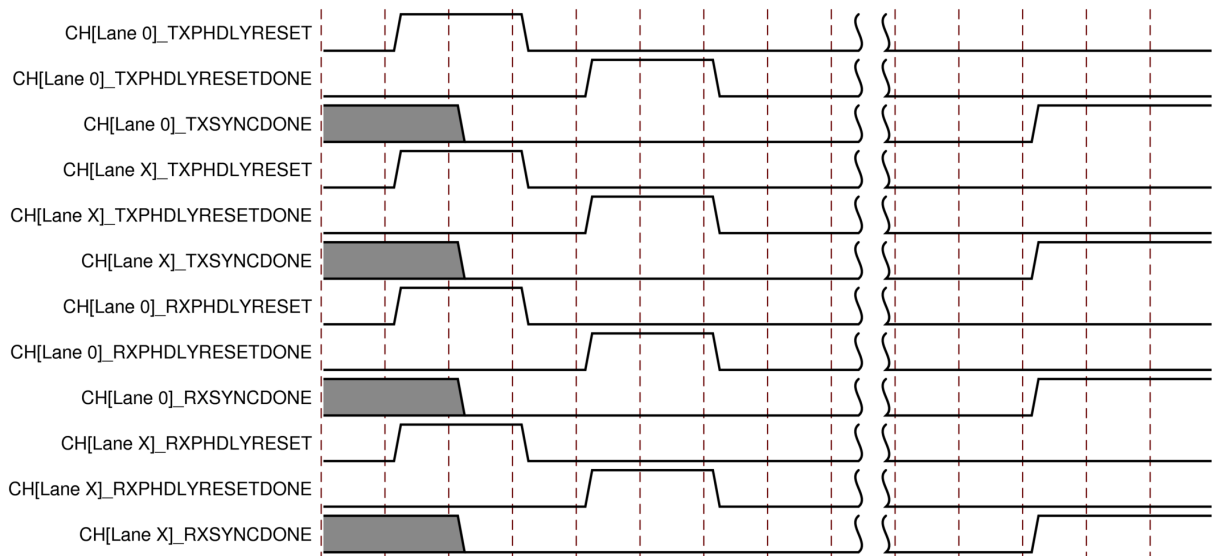 CH[Lane 0]_TXPHDLYRESET
CH[Lane 0]_TXPHDLYRESETDONE
CH[Lane 0]_TXSYNCDONE
CH[Lane X]_TXPHDLYRESET
CH[Lane X]_TXPHDLYRESETDONE
CH[Lane X]_TXSYNCDONE
CH[Lane 0]_RXPHDLYRESET
CH[Lane 0]_RXPHDLYRESETDONE
CH[Lane 0]_RXSYNCDONE
CH[Lane X]_RXPHDLYRESET
CH[Lane X]_RXPHDLYRESETDONE
CH[Lane X]_RXSYNCDONE